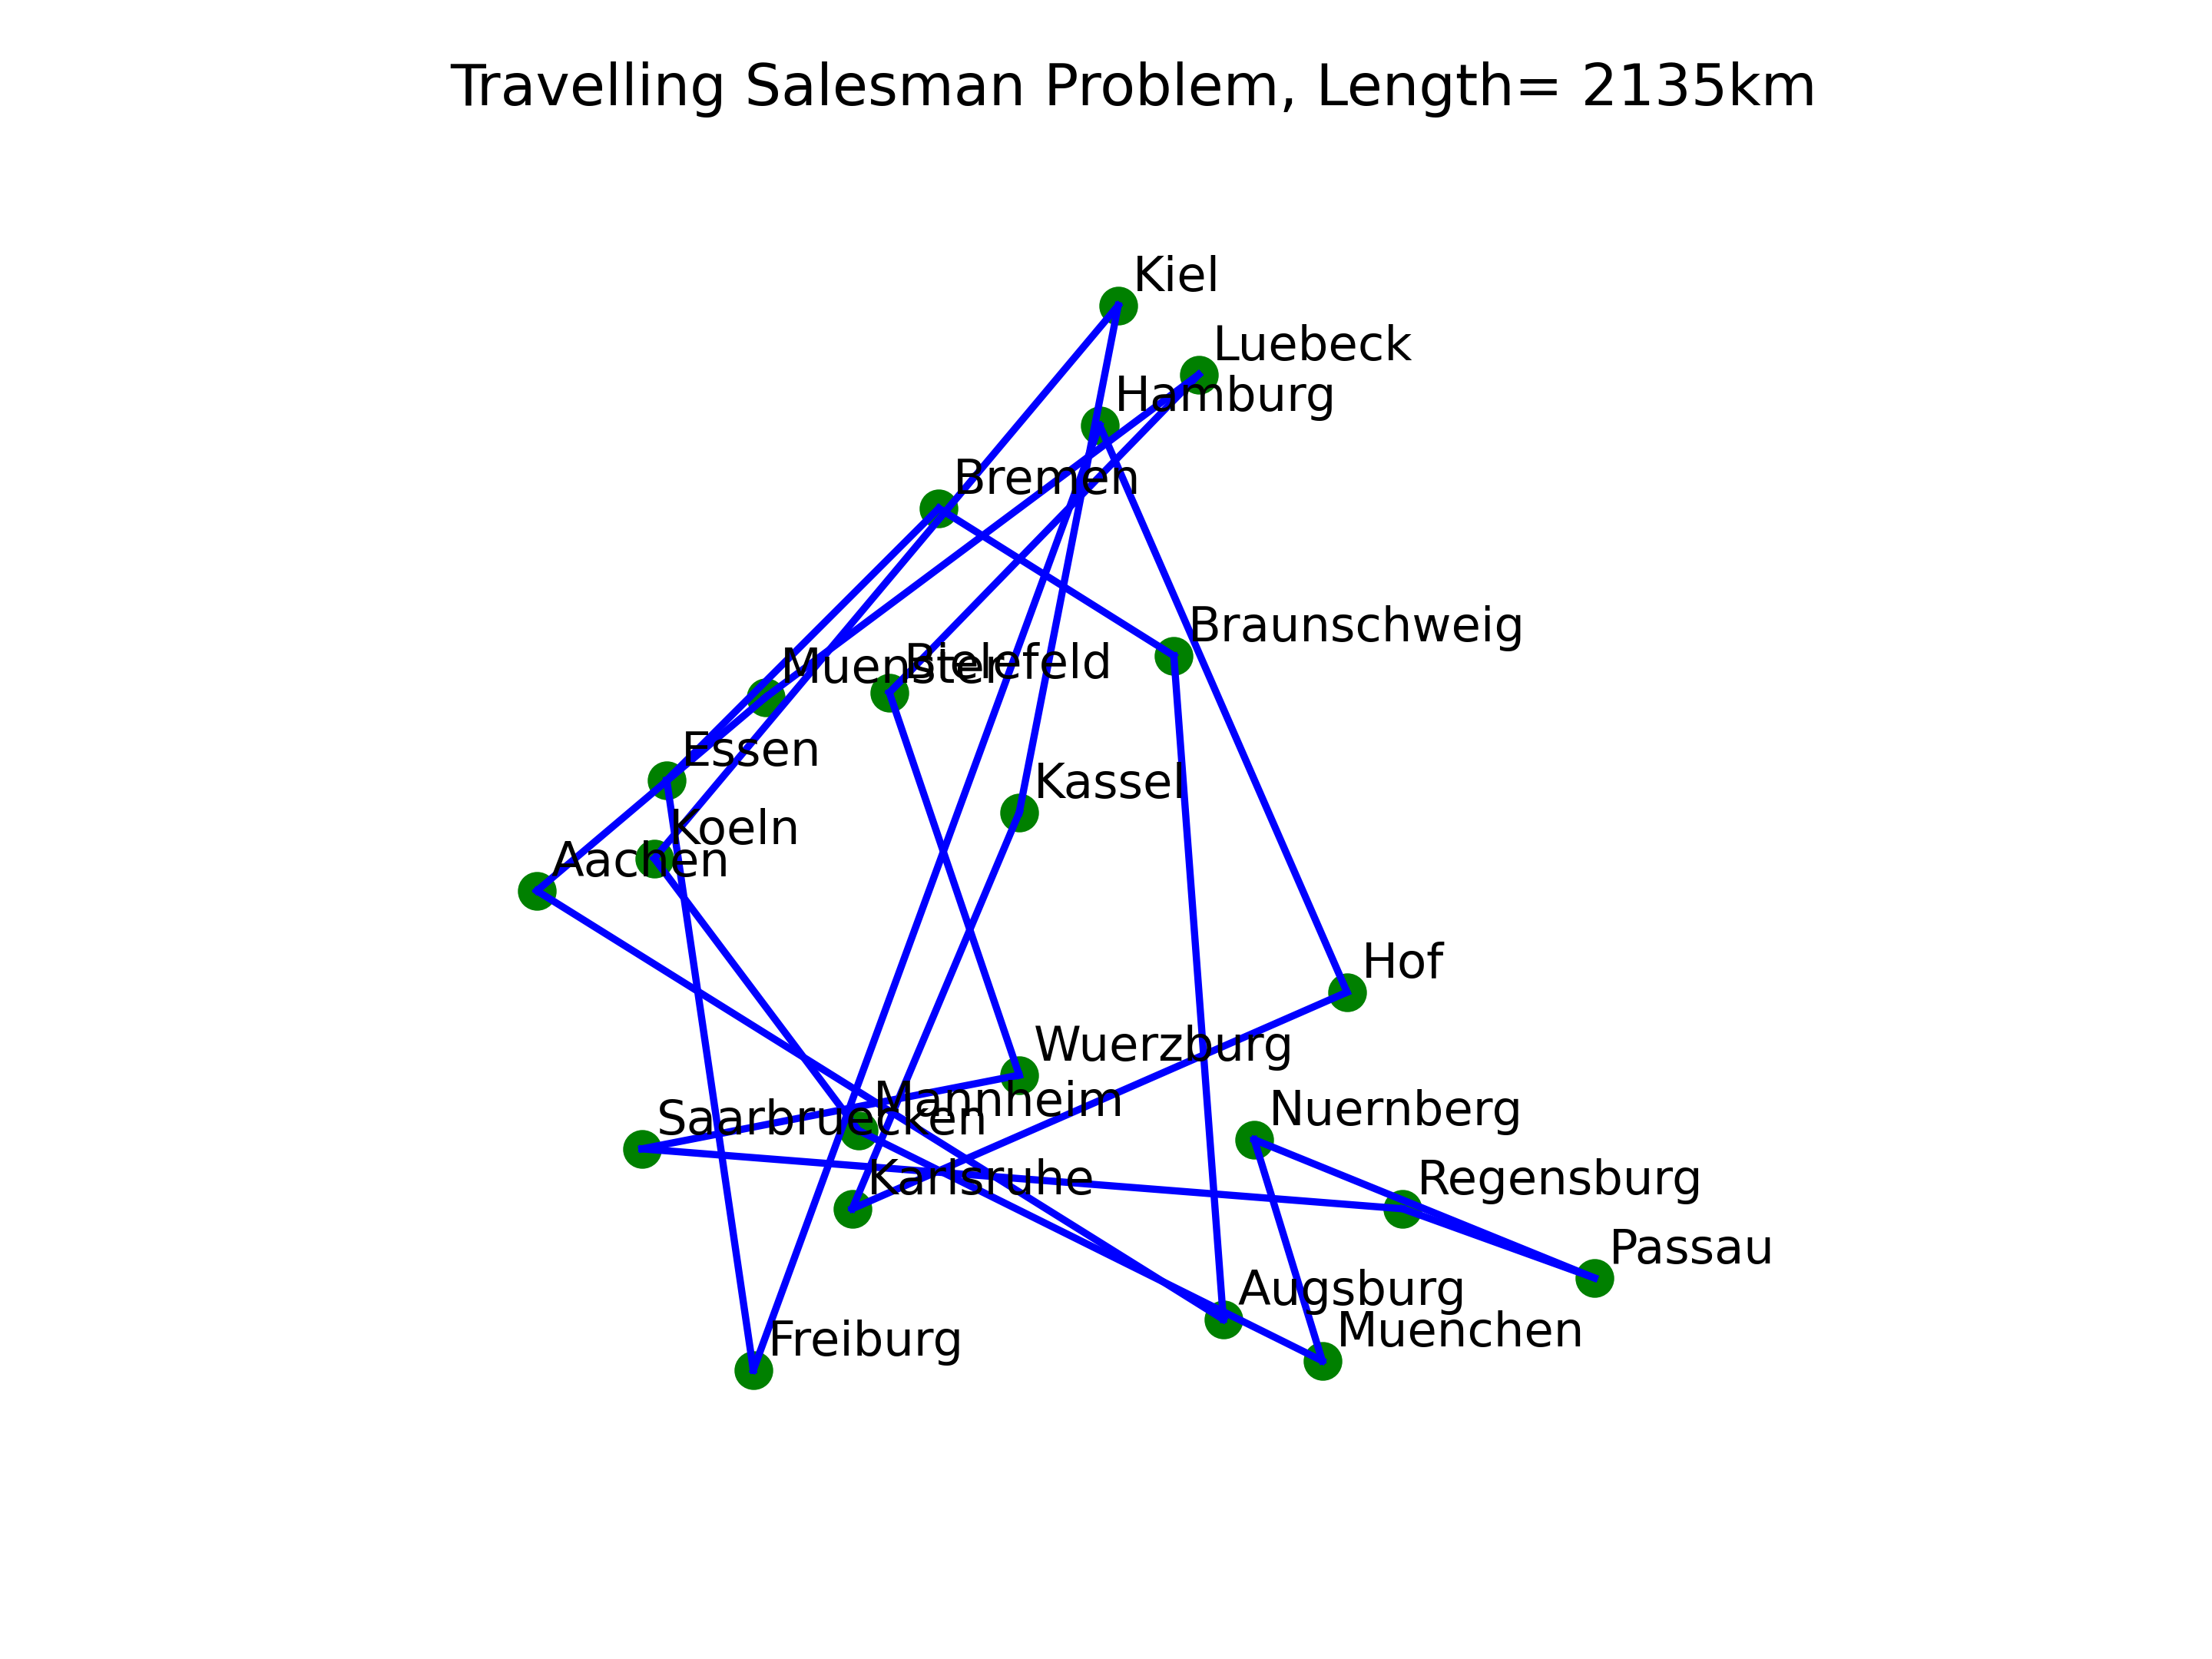 Travelling Salesman Problem, Length= 2135km
Kiel
Luebeck
Hamburg
Bremen
Braunschweig
Muenster
Bielefeld
Essen
Kassel
Koeln
Aachen
Hof
Wuerzburg
Mannheim
Saarbruecken
Nuernberg
Karlsruhe
Regensburg
Passau
Augsburg
Muenchen
Freiburg